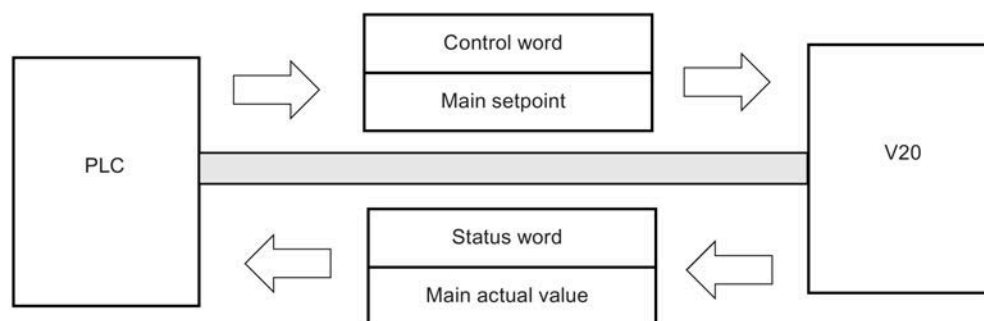 Control word
Main setpoint
PLC
V20
Status word
Main actual value